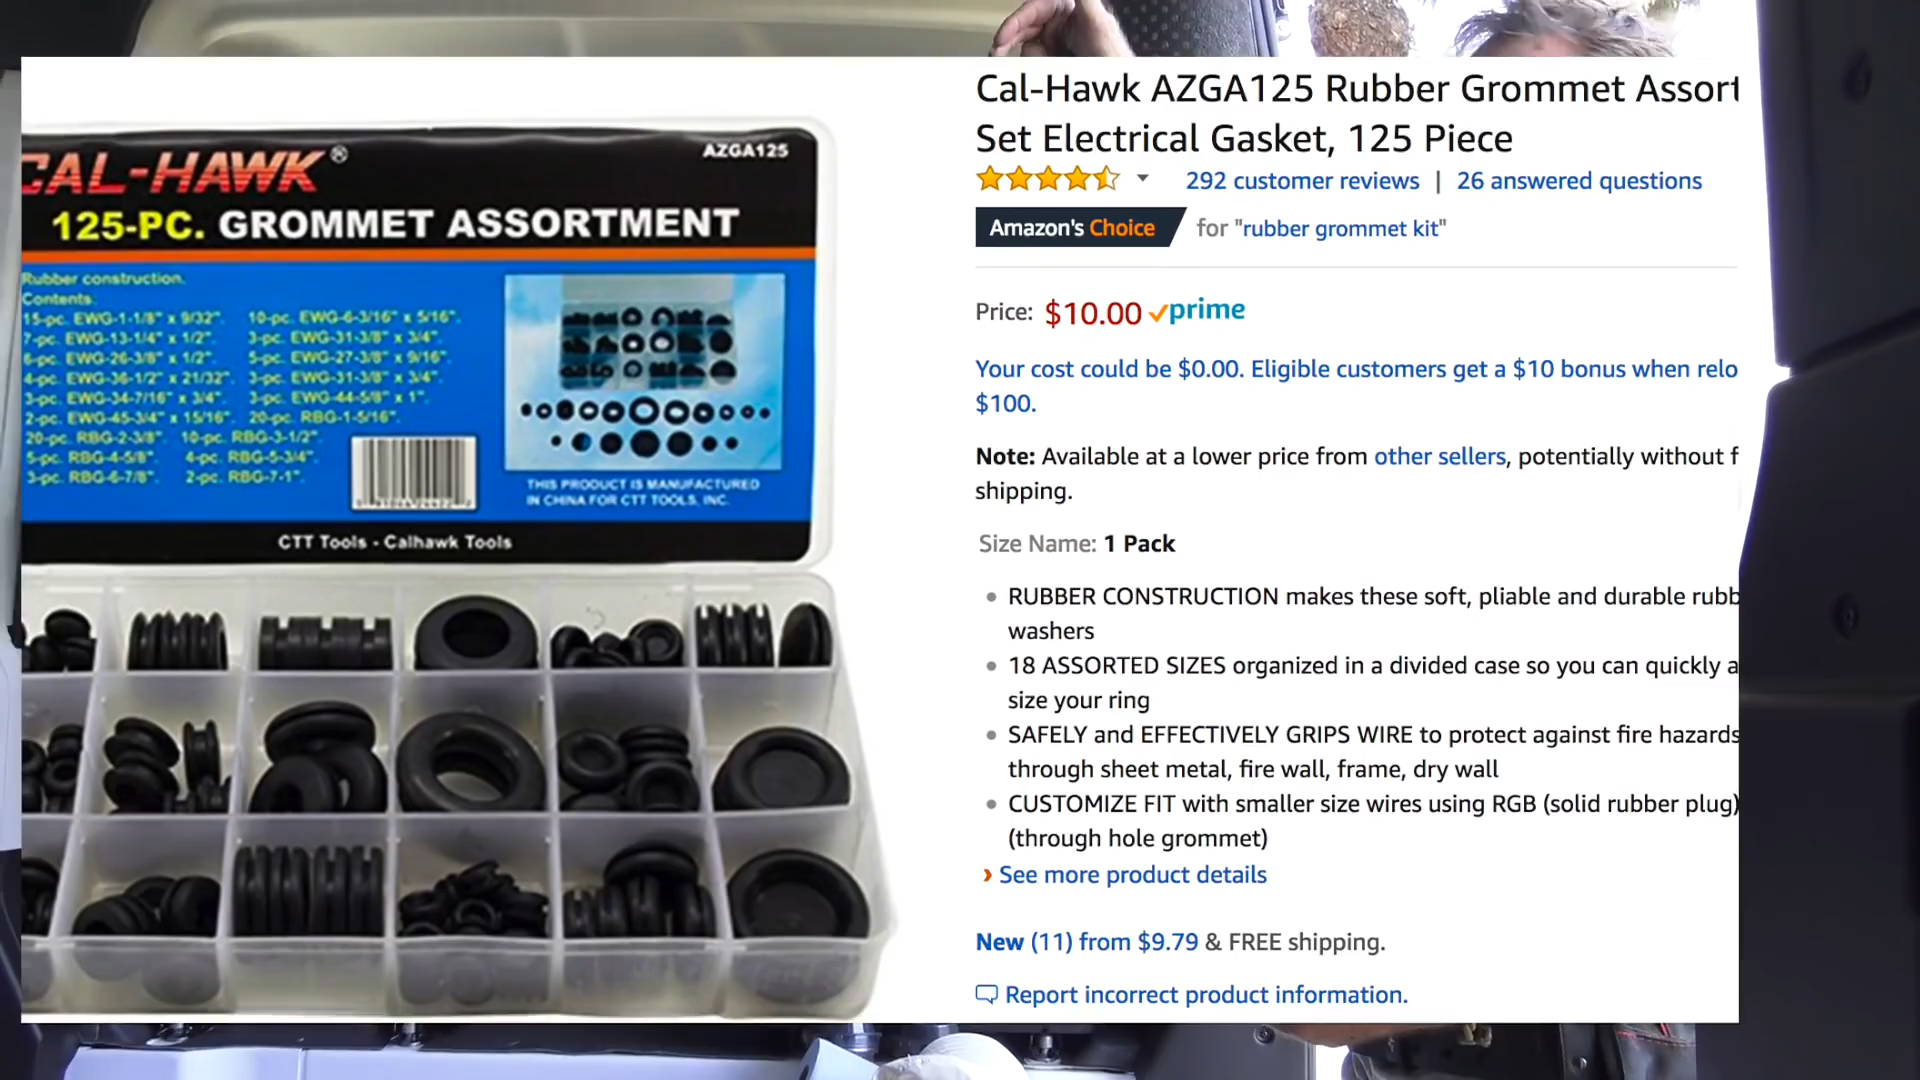 CAL-HAWK®
AZGA125
125-PC. GROMMET ASSORTMENT
Rubber construction.
Contents:
15-pc. EWG-1-1/8" x 9/32". 10-pc. EWG-6-3/16" x 5/16".
7-pc. EWG-13-1/4" x 1/2". 3-pc. EWG-31-3/8" x 3/4".
6-pc. EWG-26-3/8" x 1/2". 5-pc. EWG-27-3/8" x 9/16".
4-pc. EWG-36-1/2" x 21/32". 3-pc. EWG-31-3/8" x 3/4".
3-pc. EWG-34-7/16" x 3/4". 3-pc. EWG-44-5/8" x 1".
2-pc. EWG-45-3/4" x 15/16". 20-pc. RBG-1-5/16".
20-pc. RBG-2-3/8". 10-pc. RBG-3-1/2".
5-pc. RBG-4-5/8". 4-pc. RBG-5-3/4".
3-pc. RBG-6-7/8". 2-pc. RBG-7-1".
THIS PRODUCT IS MANUFACTURED
IN CHINA FOR CTT TOOLS, INC.
CTT Tools - Calhawk Tools
Cal-Hawk AZGA125 Rubber Grommet Assort
Set Electrical Gasket, 125 Piece
292 customer reviews | 26 answered questions
Amazon's Choice for "rubber grommet kit"
Price: $10.00 prime
Your cost could be $0.00. Eligible customers get a $10 bonus when relo
$100.
Note: Available at a lower price from other sellers, potentially without f
shipping.
Size Name: 1 Pack
• RUBBER CONSTRUCTION makes these soft, pliable and durable rubb
washers
• 18 ASSORTED SIZES organized in a divided case so you can quickly a
size your ring
• SAFELY and EFFECTIVELY GRIPS WIRE to protect against fire hazards
through sheet metal, fire wall, frame, dry wall
• CUSTOMIZE FIT with smaller size wires using RGB (solid rubber plug)
(through hole grommet)
› See more product details
New (11) from $9.79 & FREE shipping.
Report incorrect product information.